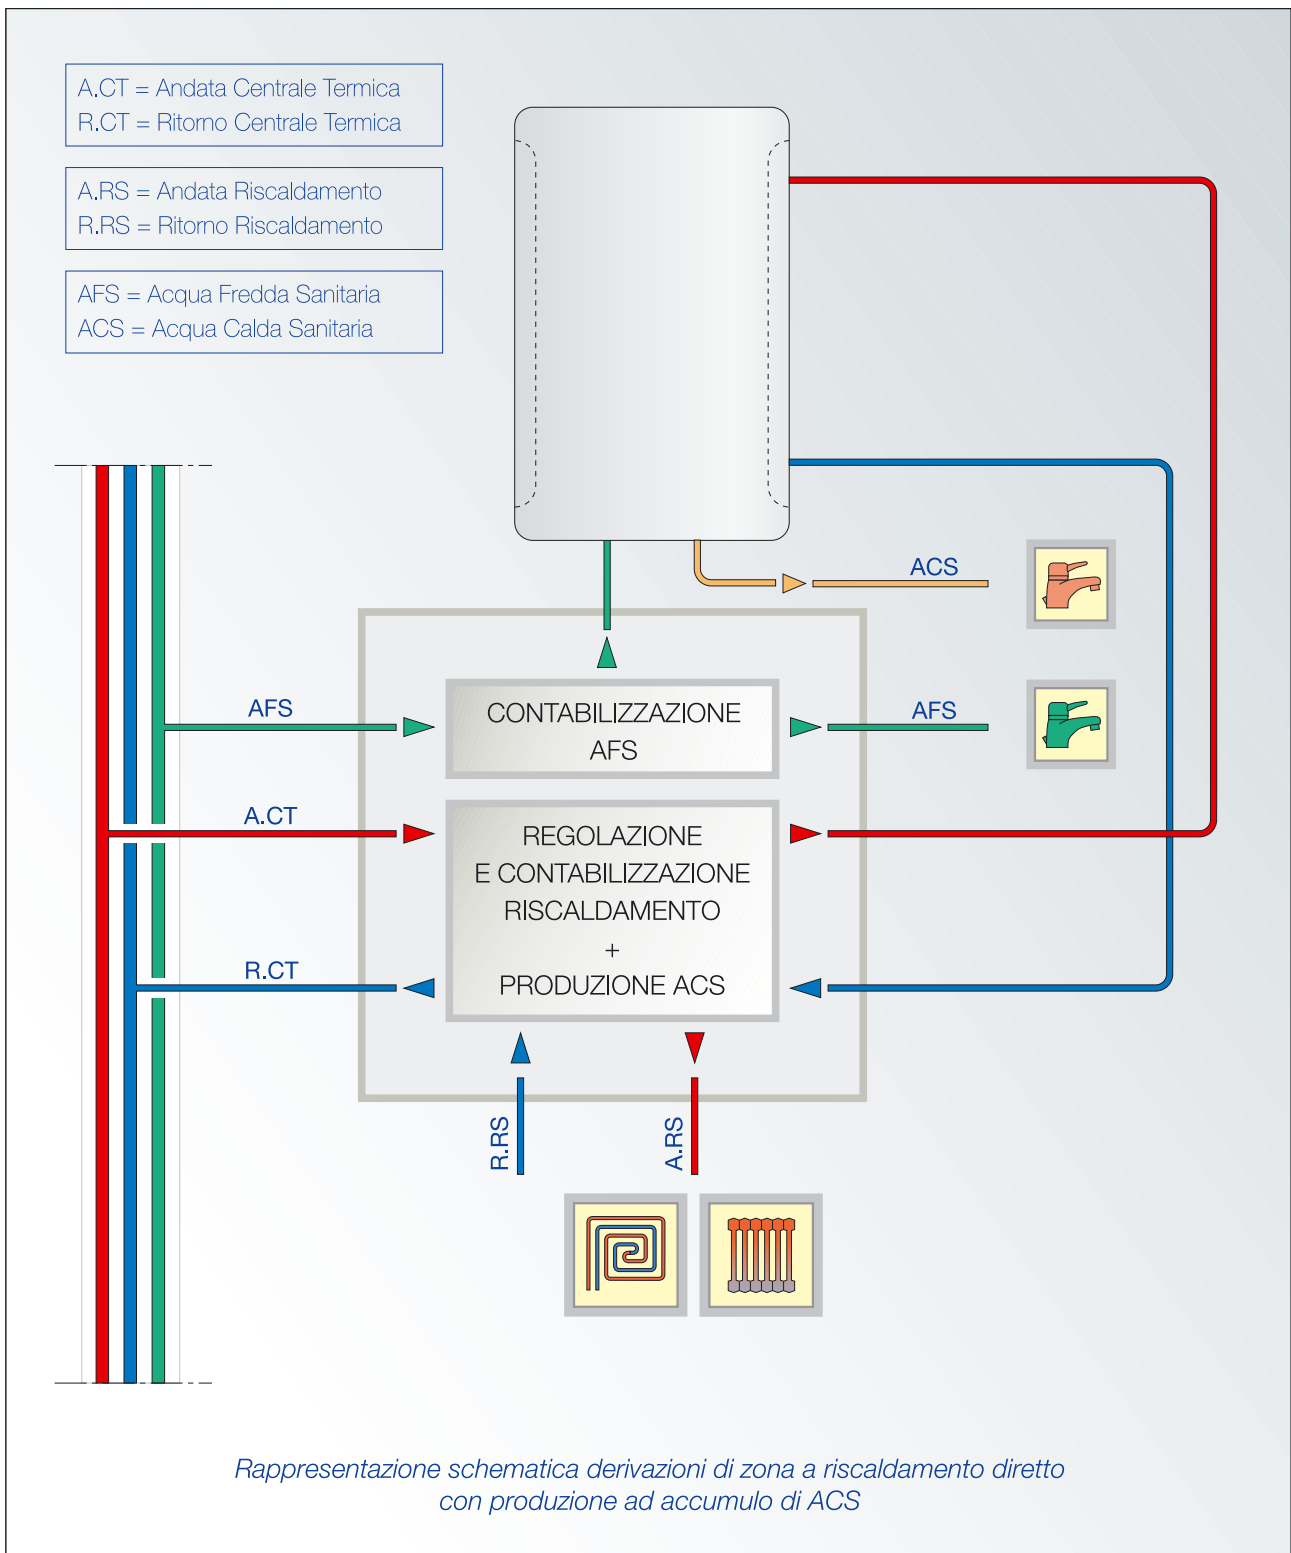 A.CT = Andata Centrale Termica
R.CT = Ritorno Centrale Termica
A.RS = Andata Riscaldamento
R.RS = Ritorno Riscaldamento
AFS = Acqua Fredda Sanitaria
ACS = Acqua Calda Sanitaria
ACS
AFS
CONTABILIZZAZIONE
AFS
AFS
A.CT
REGOLAZIONE
E CONTABILIZZAZIONE
RISCALDAMENTO
+
PRODUZIONE ACS
R.CT
R.RS
A.RS
Rappresentazione schematica derivazioni di zona a riscaldamento diretto
con produzione ad accumulo di ACS